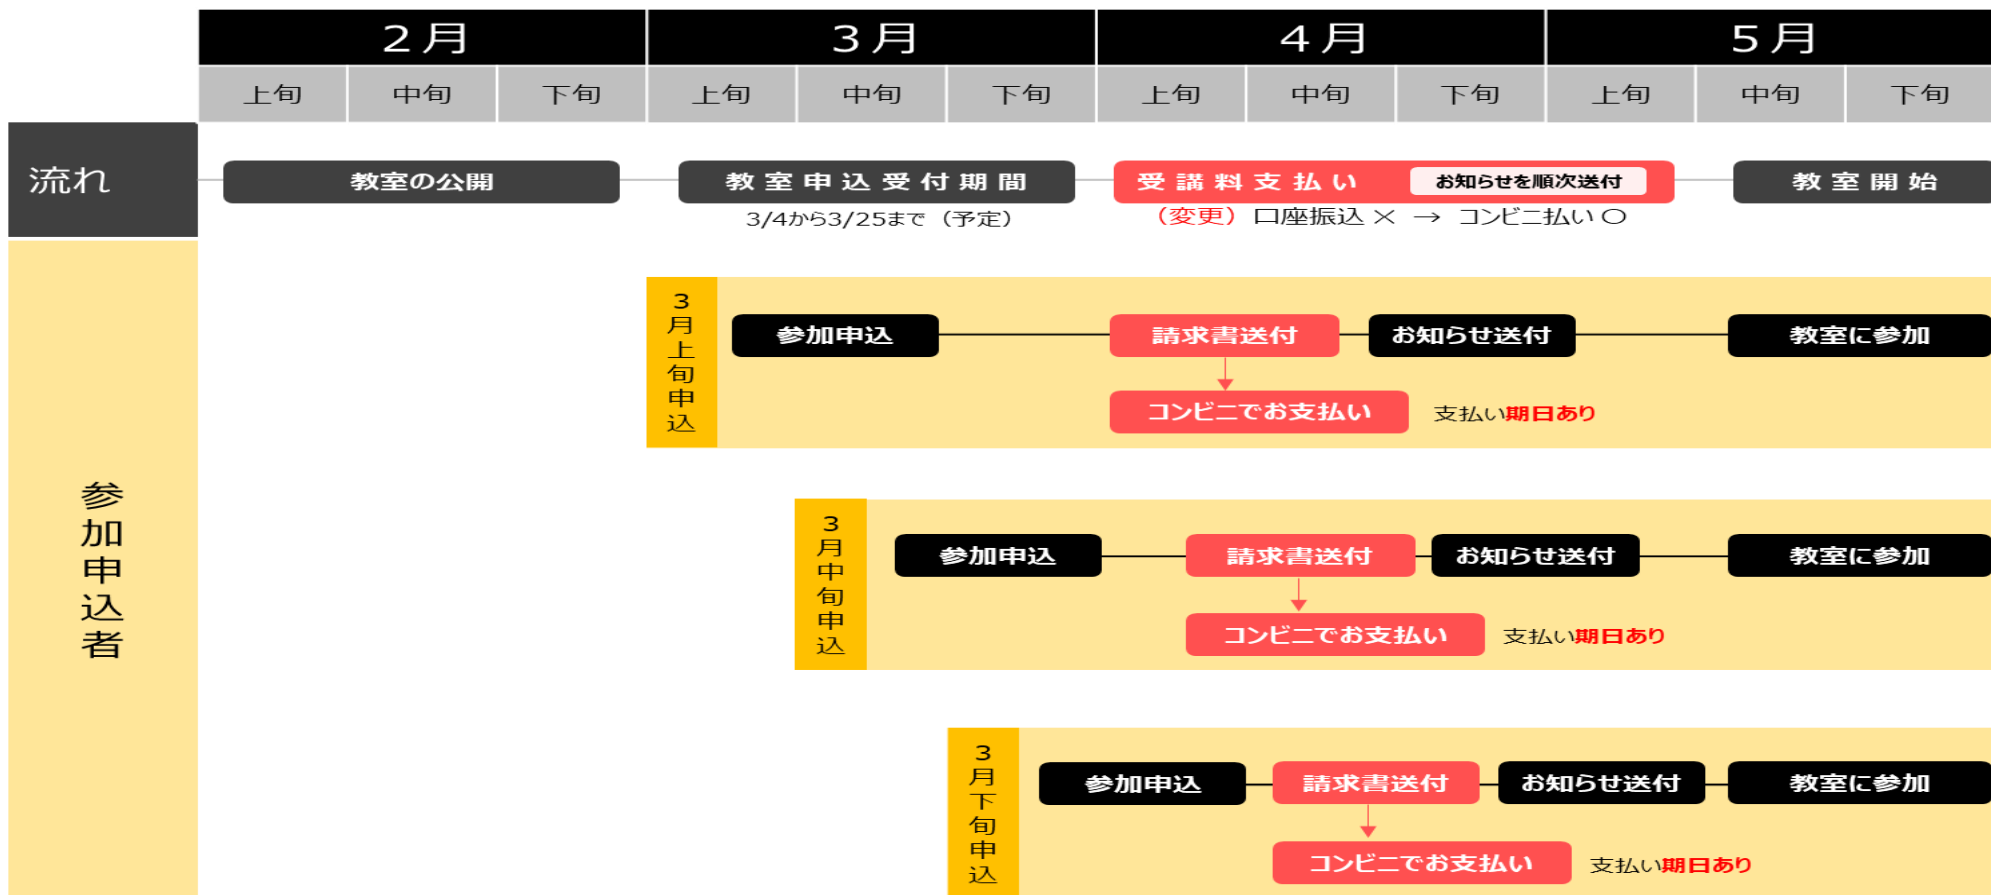 2月 3月 4月 5月
上旬 中旬 下旬 上旬 中旬 下旬 上旬 中旬 下旬 上旬 中旬 下旬
流れ
教室の公開
教室申込受付期間
受講料支払い お知らせを順次送付
教室開始
3/4から3/25まで（予定）
（変更）口座振込 × → コンビニ払い ○
参加申込者
3月上旬申込
参加申込
請求書送付
お知らせ送付
教室に参加
コンビニでお支払い
支払い期日あり
3月中旬申込
参加申込
請求書送付
お知らせ送付
教室に参加
コンビニでお支払い
支払い期日あり
3月下旬申込
参加申込
請求書送付
お知らせ送付
教室に参加
コンビニでお支払い
支払い期日あり